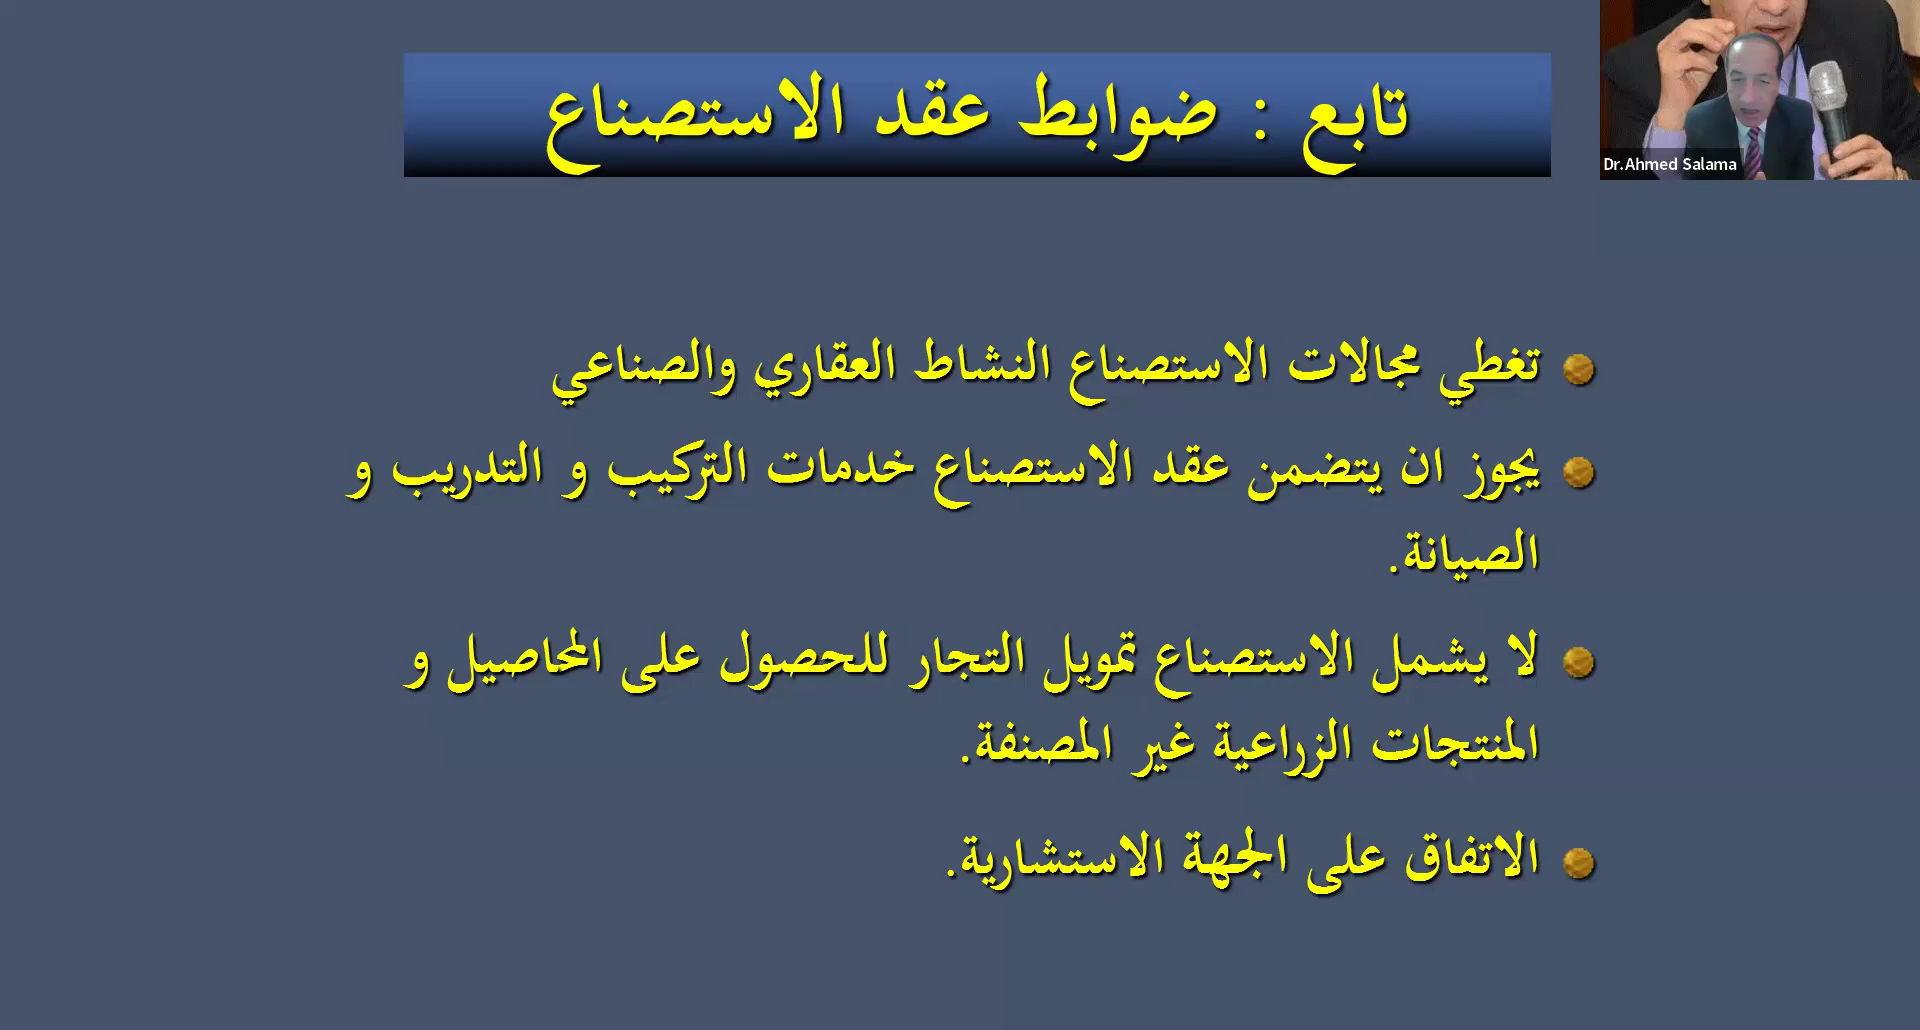 تابع : ضوابط عقد الاستصناع
Dr.Ahmed Salama
تغطي مجالات الاستصناع النشاط العقاري والصناعي
يجوز ان يتضمن عقد الاستصناع خدمات التركيب و التدريب و
الصيانة.
لا يشمل الاستصناع تمويل التجار للحصول على المحاصيل و
المنتجات الزراعية غير المصنفة.
الاتفاق على الجهة الاستشارية.